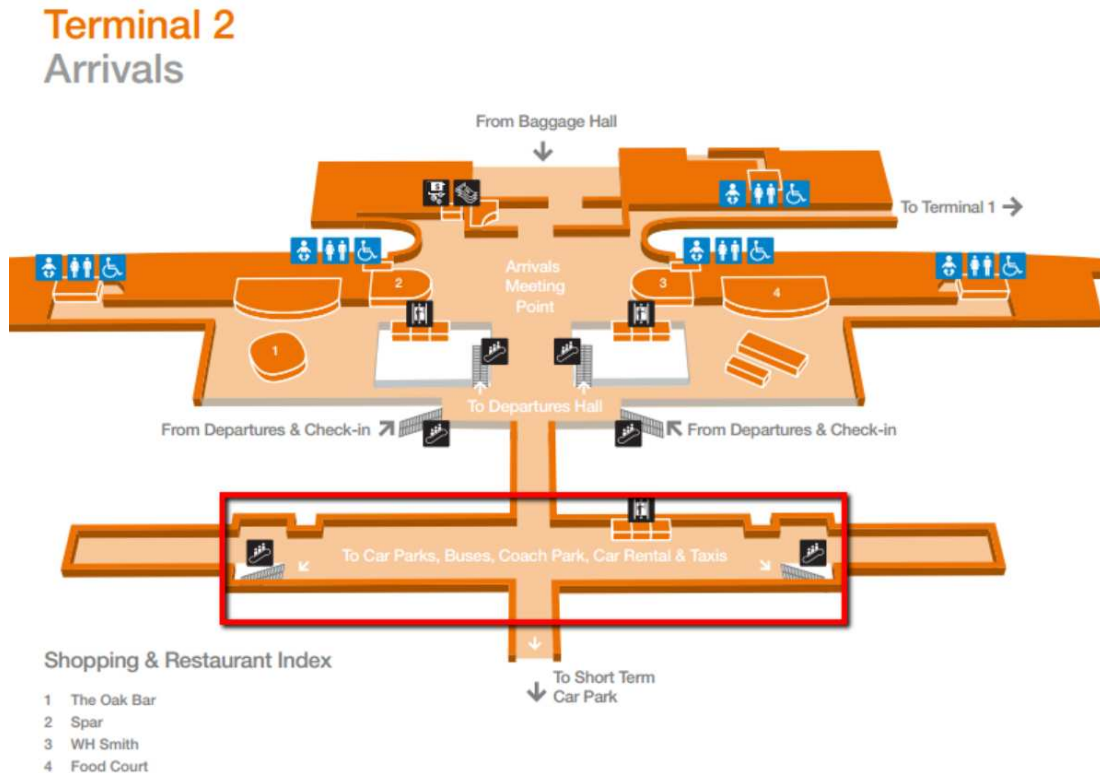 Terminal 2
Arrivals
From Baggage Hall
To Terminal 1
Arrivals
Meeting
Point
2
3
4
1
To Departures Hall
From Departures & Check-in
From Departures & Check-in
To Car Parks, Buses, Coach Park, Car Rental & Taxis
Shopping & Restaurant Index
To Short Term
Car Park
1 The Oak Bar
2 Spar
3 WH Smith
4 Food Court